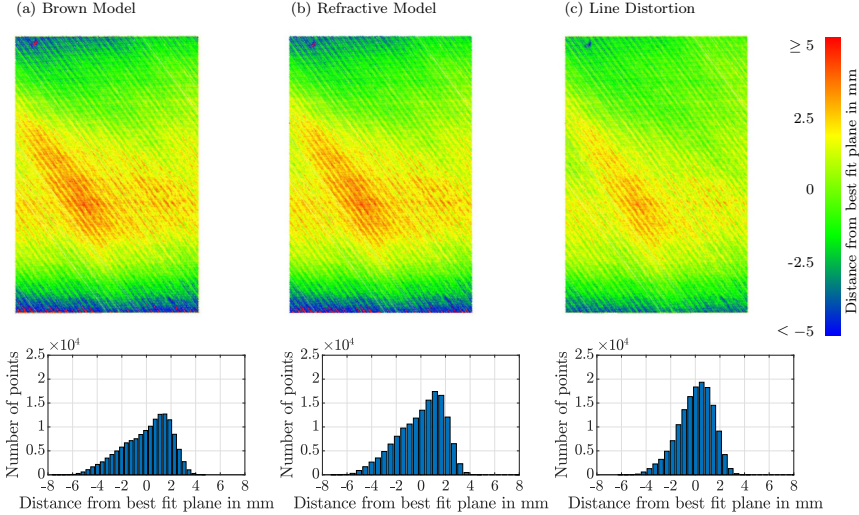 (a) Brown Model
(b) Refractive Model
(c) Line Distortion
≥ 5
2.5
0
-2.5
< −5
Distance from best fit plane in mm
×10⁴
2.5
2
1.5
1
0.5
0
Number of points
-8 -6 -4 -2 0 2 4 6 8
Distance from best fit plane in mm
×10⁴
2.5
2
1.5
1
0.5
0
Number of points
-8 -6 -4 -2 0 2 4 6 8
Distance from best fit plane in mm
×10⁴
2.5
2
1.5
1
0.5
0
Number of points
-8 -6 -4 -2 0 2 4 6 8
Distance from best fit plane in mm